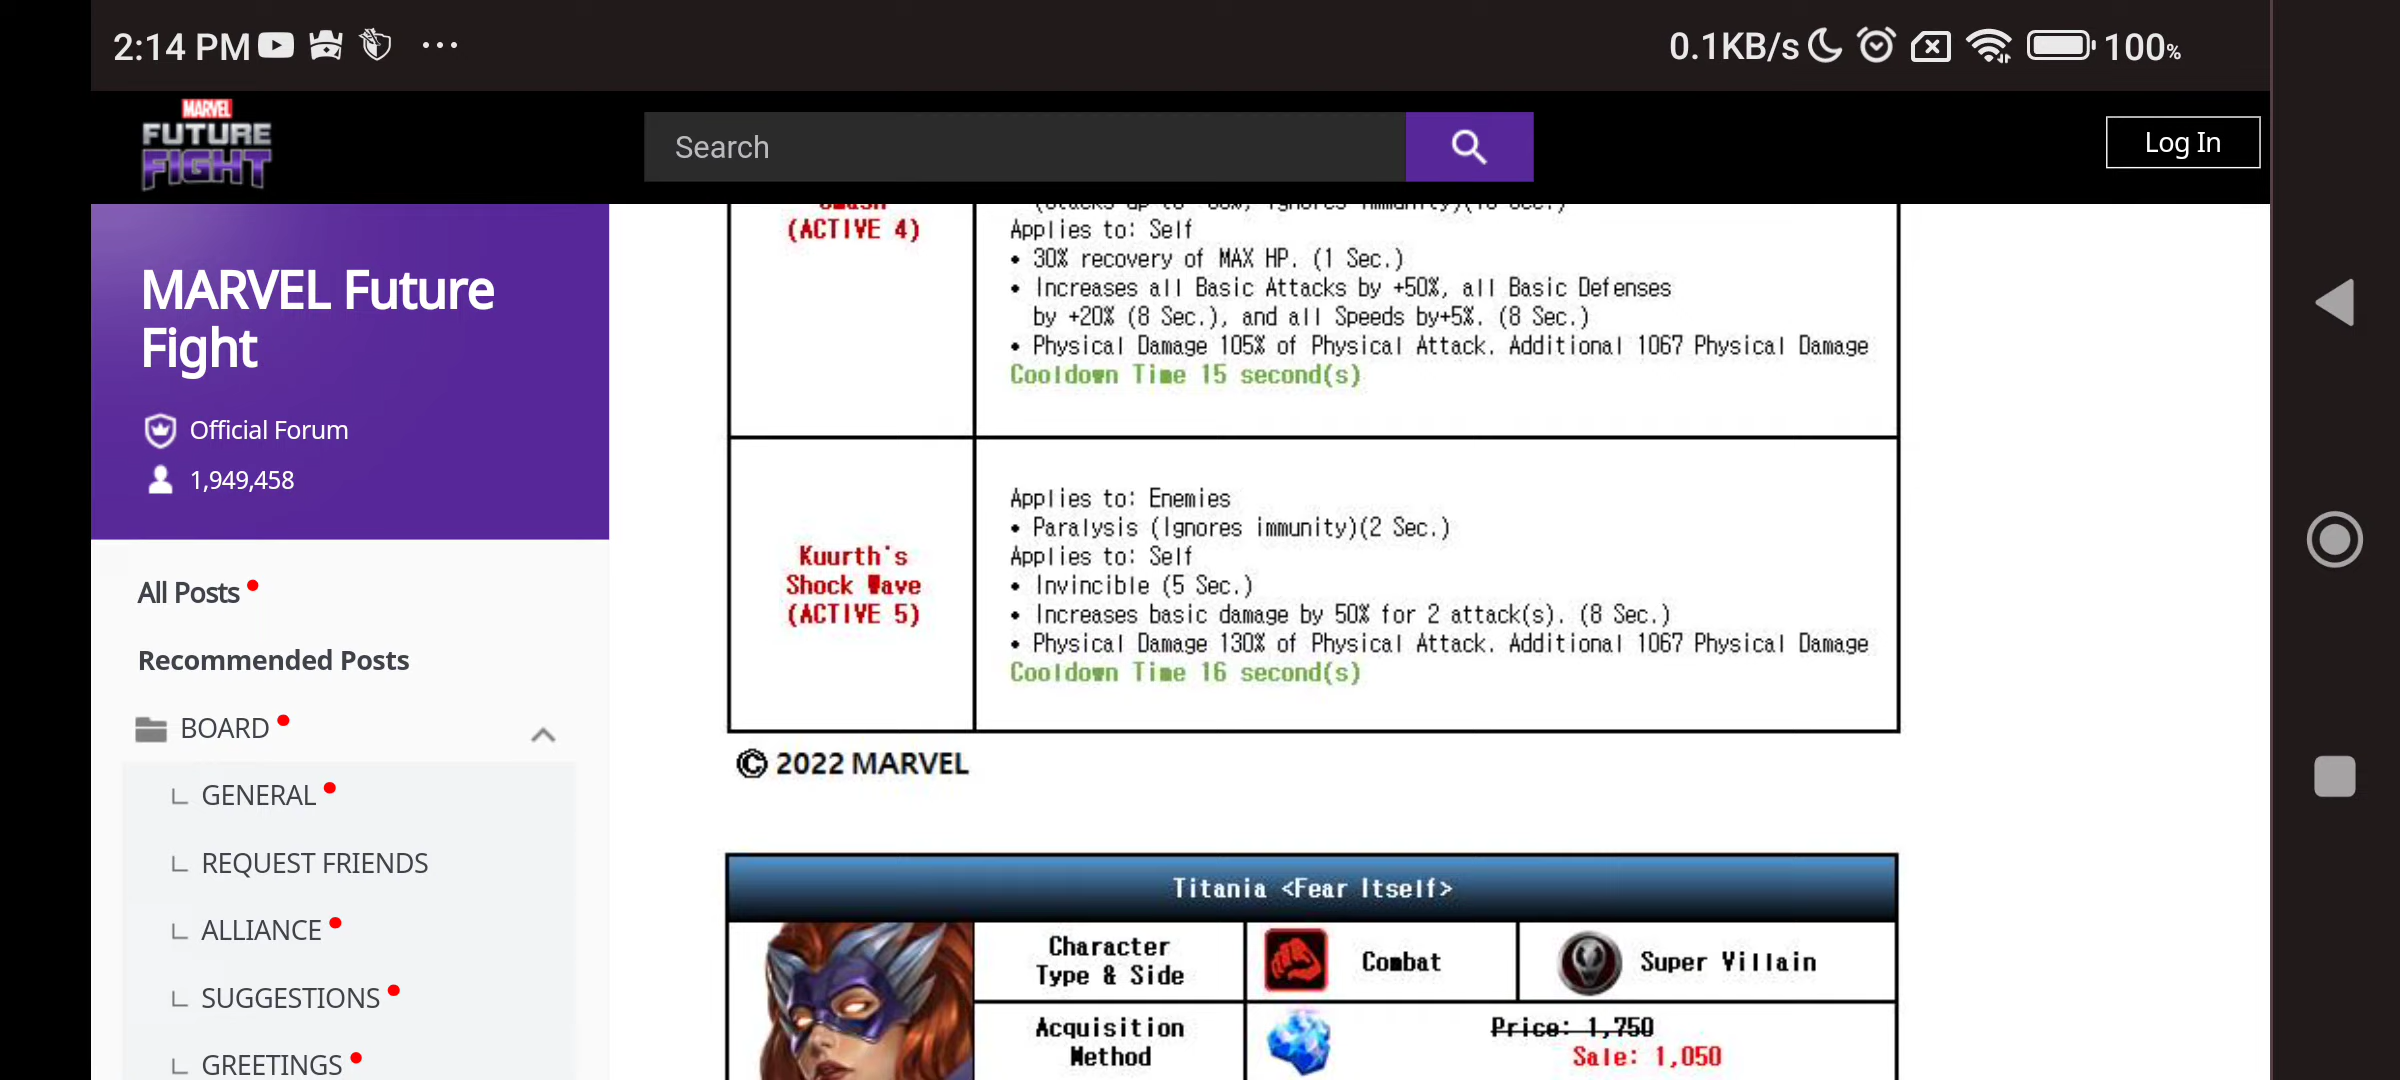 2:14 PM
0.1KB/s
100%
MARVEL
FUTURE
FIGHT
Search
Log In
MARVEL Future
Fight
Official Forum
1,949,458
All Posts
Recommended Posts
BOARD
GENERAL
REQUEST FRIENDS
ALLIANCE
SUGGESTIONS
GREETINGS
(ACTIVE 4)
Applies to: Self
• 30% recovery of MAX HP. (1 Sec.)
• Increases all Basic Attacks by +50%, all Basic Defenses
by +20% (8 Sec.), and all Speeds by+5%. (8 Sec.)
• Physical Damage 105% of Physical Attack. Additional 1067 Physical Damage
Cooldown Time 15 second(s)
Kuurth's
Shock Wave
(ACTIVE 5)
Applies to: Enemies
• Paralysis (Ignores immunity)(2 Sec.)
Applies to: Self
• Invincible (5 Sec.)
• Increases basic damage by 50% for 2 attack(s). (8 Sec.)
• Physical Damage 130% of Physical Attack. Additional 1067 Physical Damage
Cooldown Time 16 second(s)
© 2022 MARVEL
Titania <Fear Itself>
Character
Type & Side
Combat
Super Villain
Acquisition
Method
Price: 1,750
Sale: 1,050